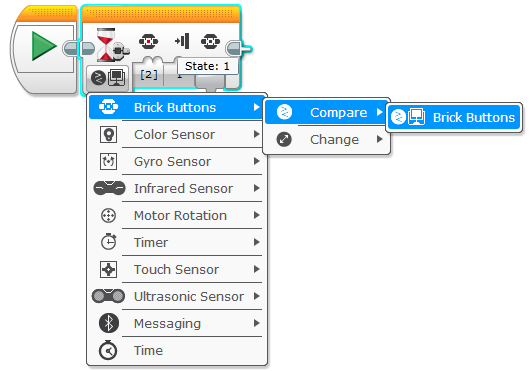 [2] 1
State: 1
Brick Buttons
Compare
Brick Buttons
Color Sensor
Change
Gyro Sensor
Infrared Sensor
Motor Rotation
Timer
Touch Sensor
Ultrasonic Sensor
Messaging
Time